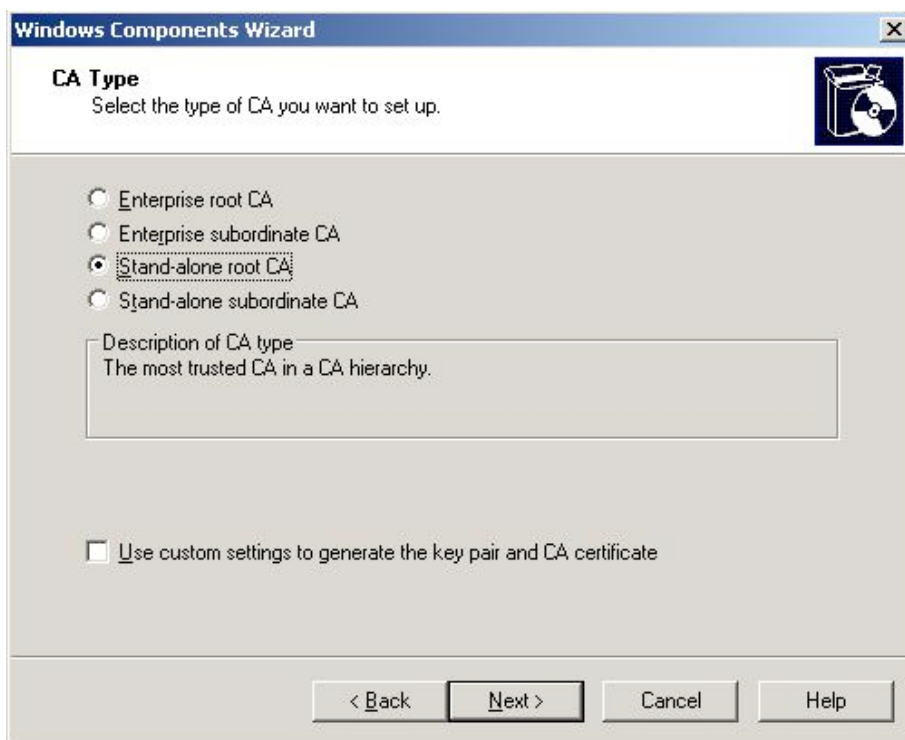 Windows Components Wizard
CA Type
Select the type of CA you want to set up.
Enterprise root CA
Enterprise subordinate CA
Stand-alone root CA
Stand-alone subordinate CA
Description of CA type
The most trusted CA in a CA hierarchy.
Use custom settings to generate the key pair and CA certificate
< Back Next > Cancel Help